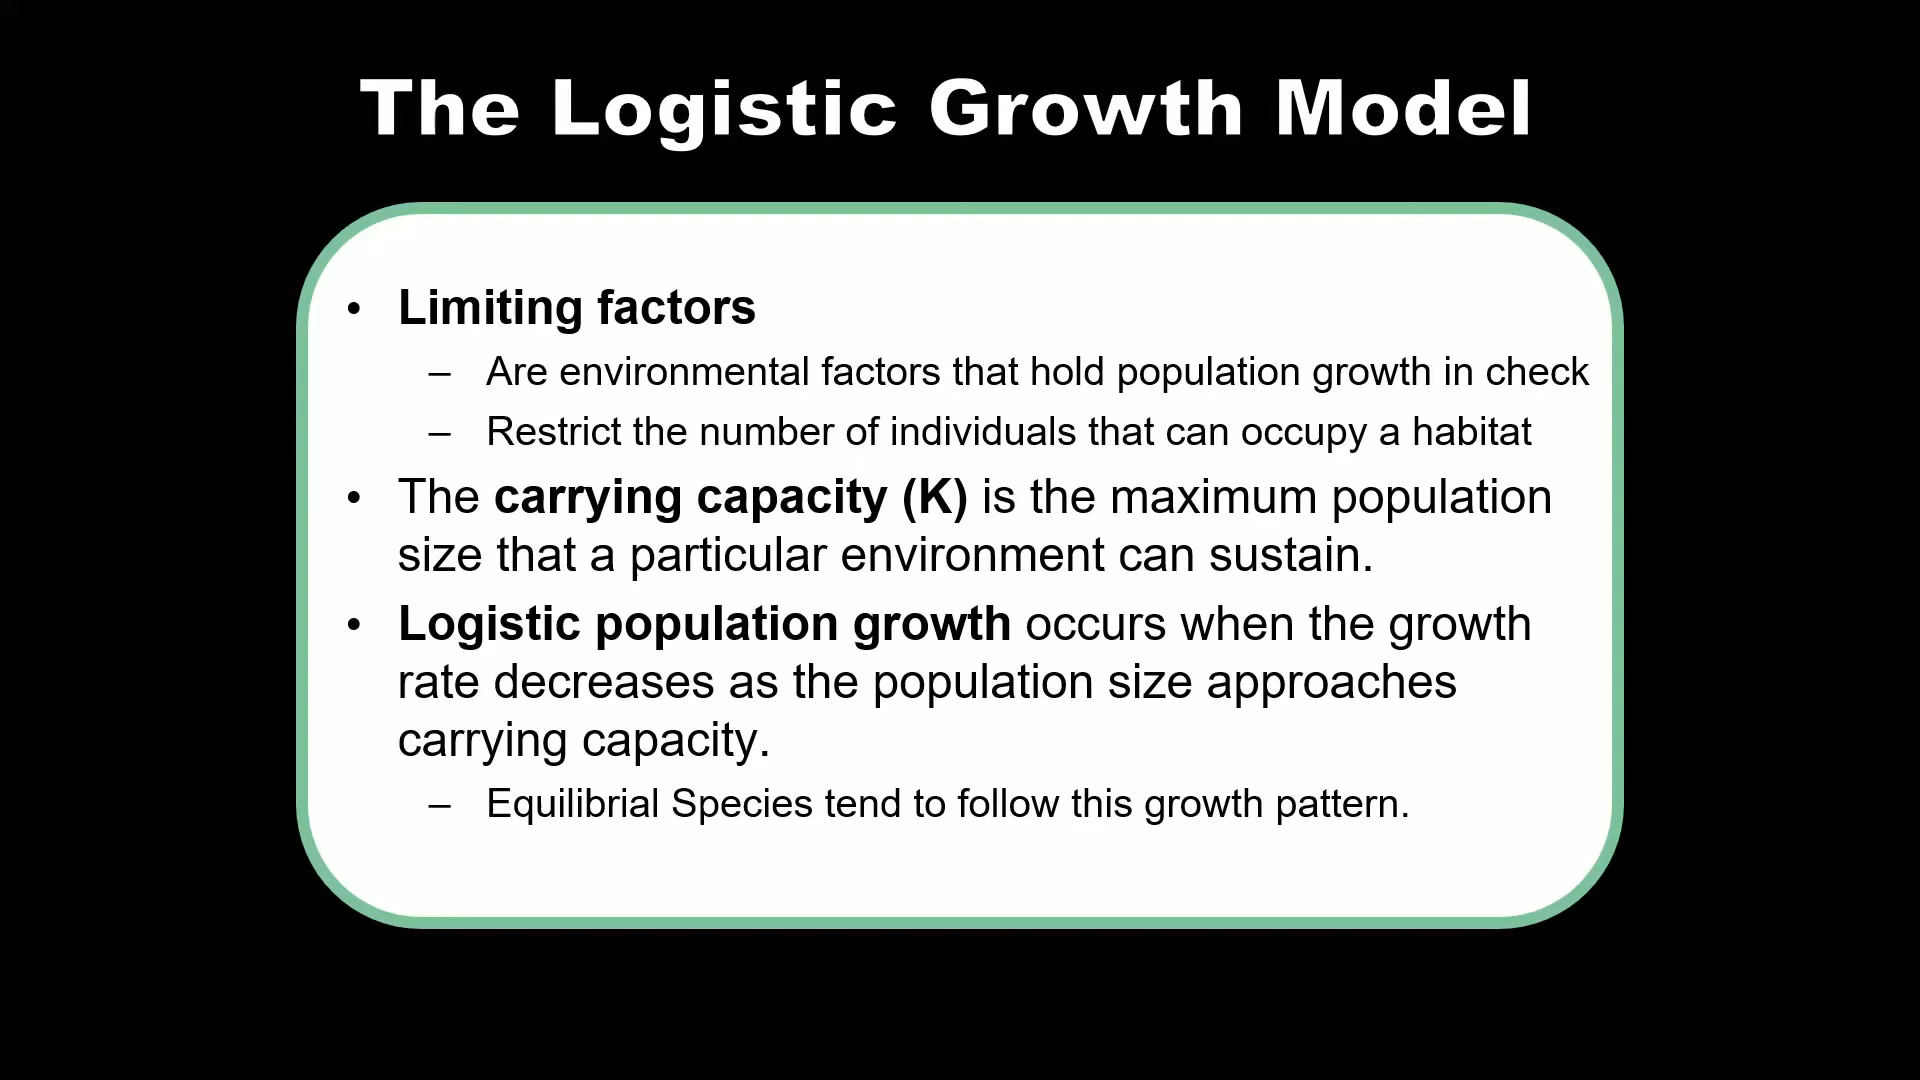 The Logistic Growth Model
• Limiting factors
– Are environmental factors that hold population growth in check
– Restrict the number of individuals that can occupy a habitat
• The carrying capacity (K) is the maximum population
size that a particular environment can sustain.
• Logistic population growth occurs when the growth
rate decreases as the population size approaches
carrying capacity.
– Equilibrial Species tend to follow this growth pattern.